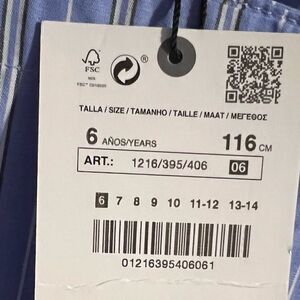 FSC
MIX
®
TALLA / SIZE / TAMANHO / TAILLE / MAAT / ΜΕΓΕΘΟΣ
6 AÑOS/YEARS 116 CM
ART.: 1216/395/406 06
6 7 8 9 10 11-12 13-14
01216395406061